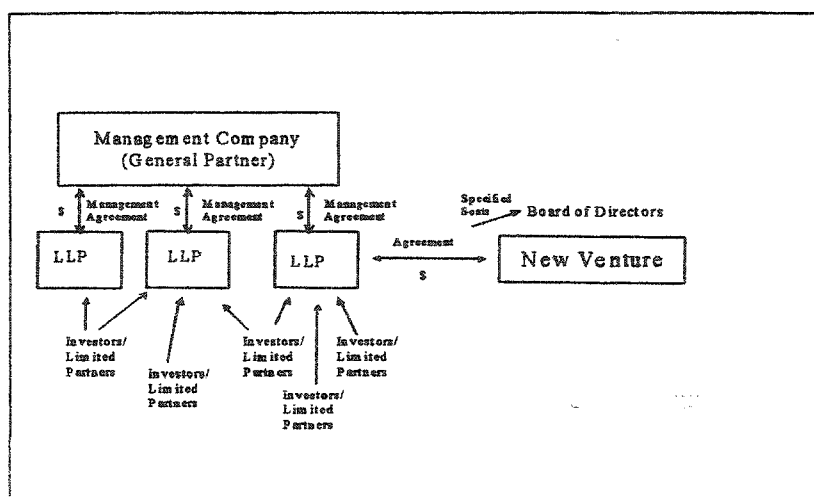 Management Company
(General Partner)
$
Management
Agreement
$
Management
Agreement
$
Management
Agreement
Specified
Seats
Board of Directors
LLP
LLP
LLP
Agreement
$
New Venture
Investors/
Limited
Partners
Investors/
Limited
Partners
Investors/
Limited
Partners
Investors/
Limited
Partners
Investors/
Limited
Partners